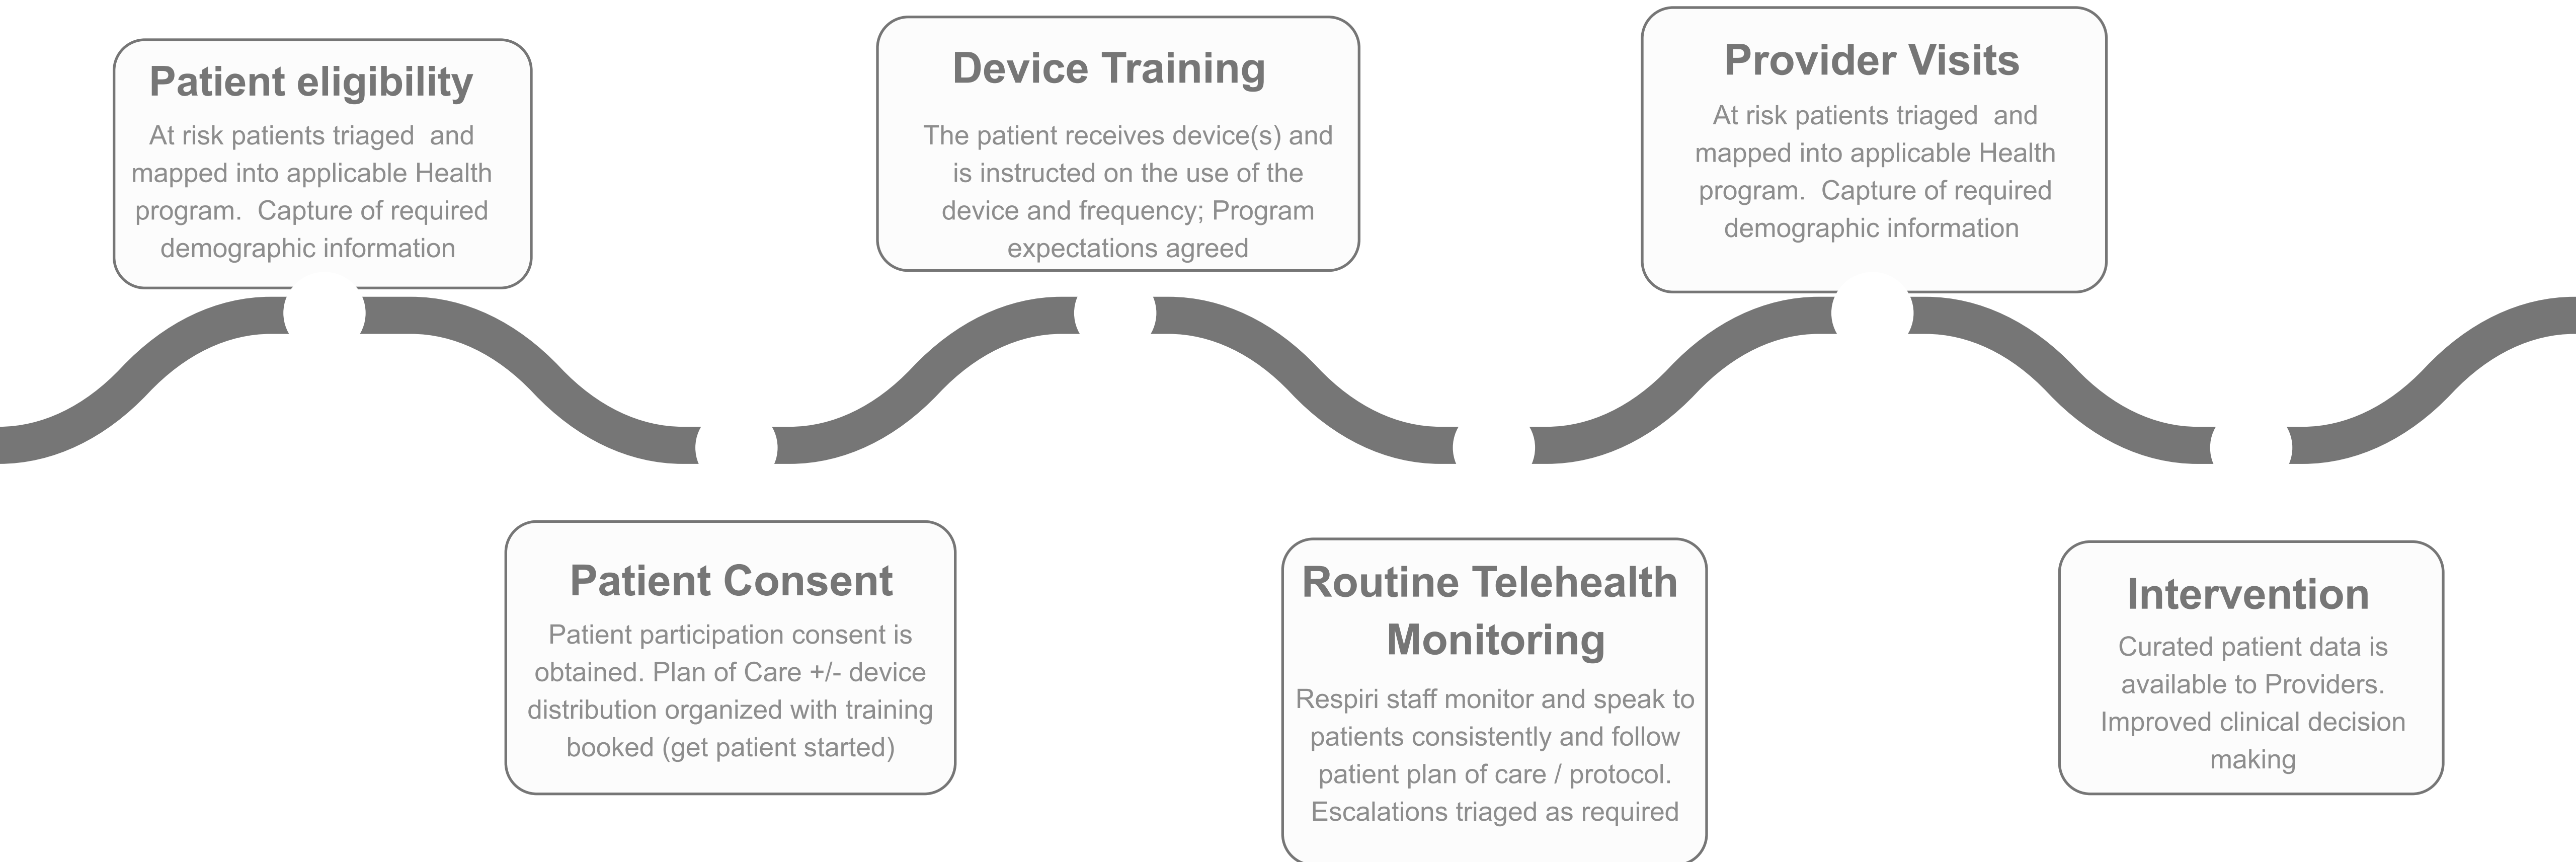 Patient eligibility
At risk patients triaged  and
mapped into applicable Health
program.  Capture of required
demographic information
Patient Consent
Patient participation consent is
obtained. Plan of Care +/- device
distribution organized with training
booked (get patient started)
Device Training
The patient receives device(s) and
is instructed on the use of the
device and frequency; Program
expectations agreed
Routine Telehealth
Monitoring
Respiri staff monitor and speak to
patients consistently and follow
patient plan of care / protocol.
Escalations triaged as required
Provider Visits
At risk patients triaged  and
mapped into applicable Health
program.  Capture of required
demographic information
Intervention
Curated patient data is
available to Providers.
Improved clinical decision
making